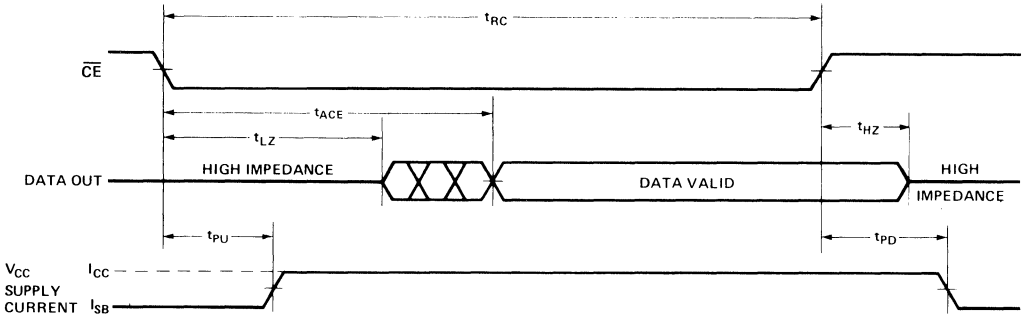 tRC
CE
tACE
tLZ
tHZ
DATA OUT
HIGH IMPEDANCE
DATA VALID
HIGH
IMPEDANCE
tPU
tPD
VCC
SUPPLY
CURRENT
ICC
ISB